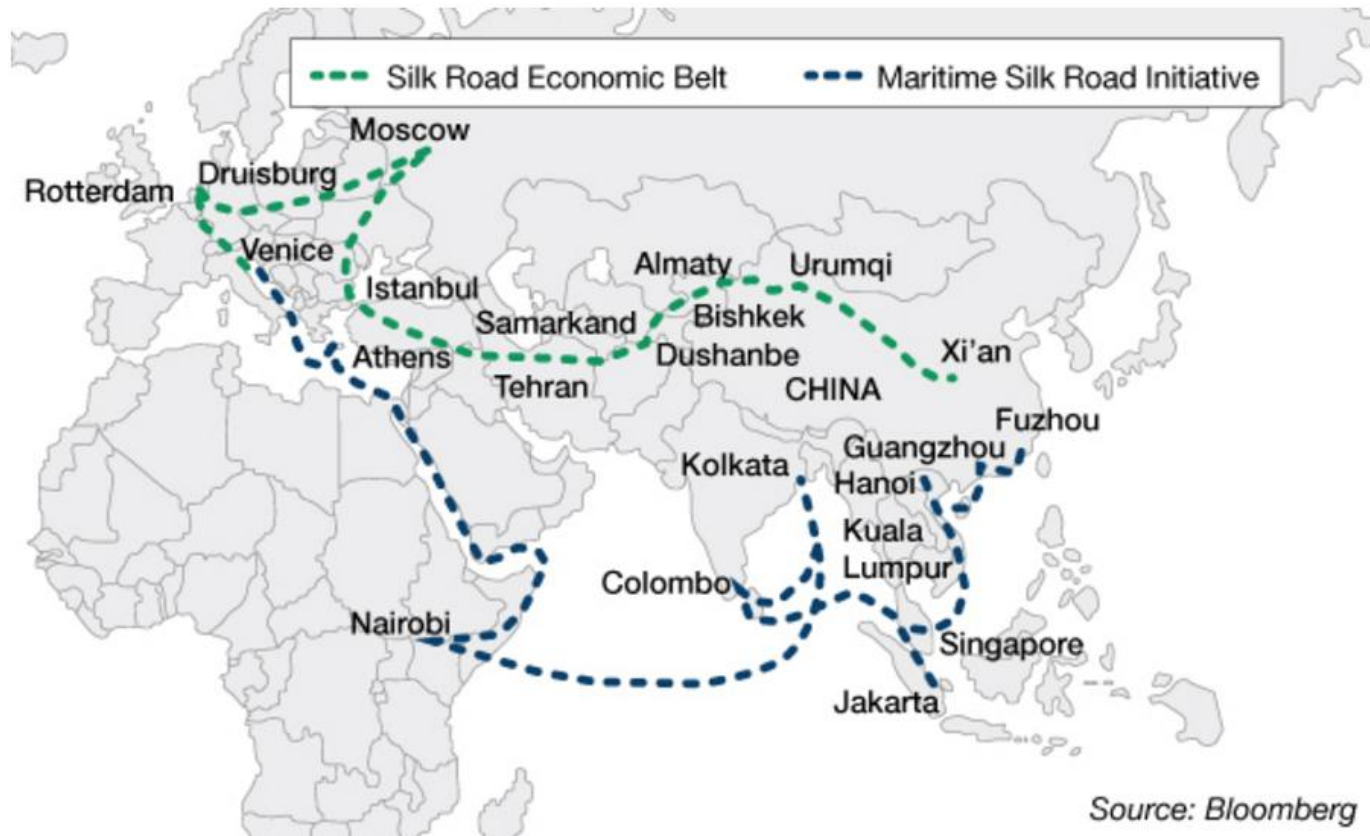 Silk Road Economic Belt
Maritime Silk Road Initiative
Moscow
Druisburg
Rotterdam
Venice
Almaty
Urumqi
Istanbul
Samarkand
Bishkek
Athens
Dushanbe
Xi'an
Tehran
CHINA
Fuzhou
Guangzhou
Kolkata
Hanoi
Kuala
Lumpur
Colombo
Nairobi
Singapore
Jakarta
Source: Bloomberg